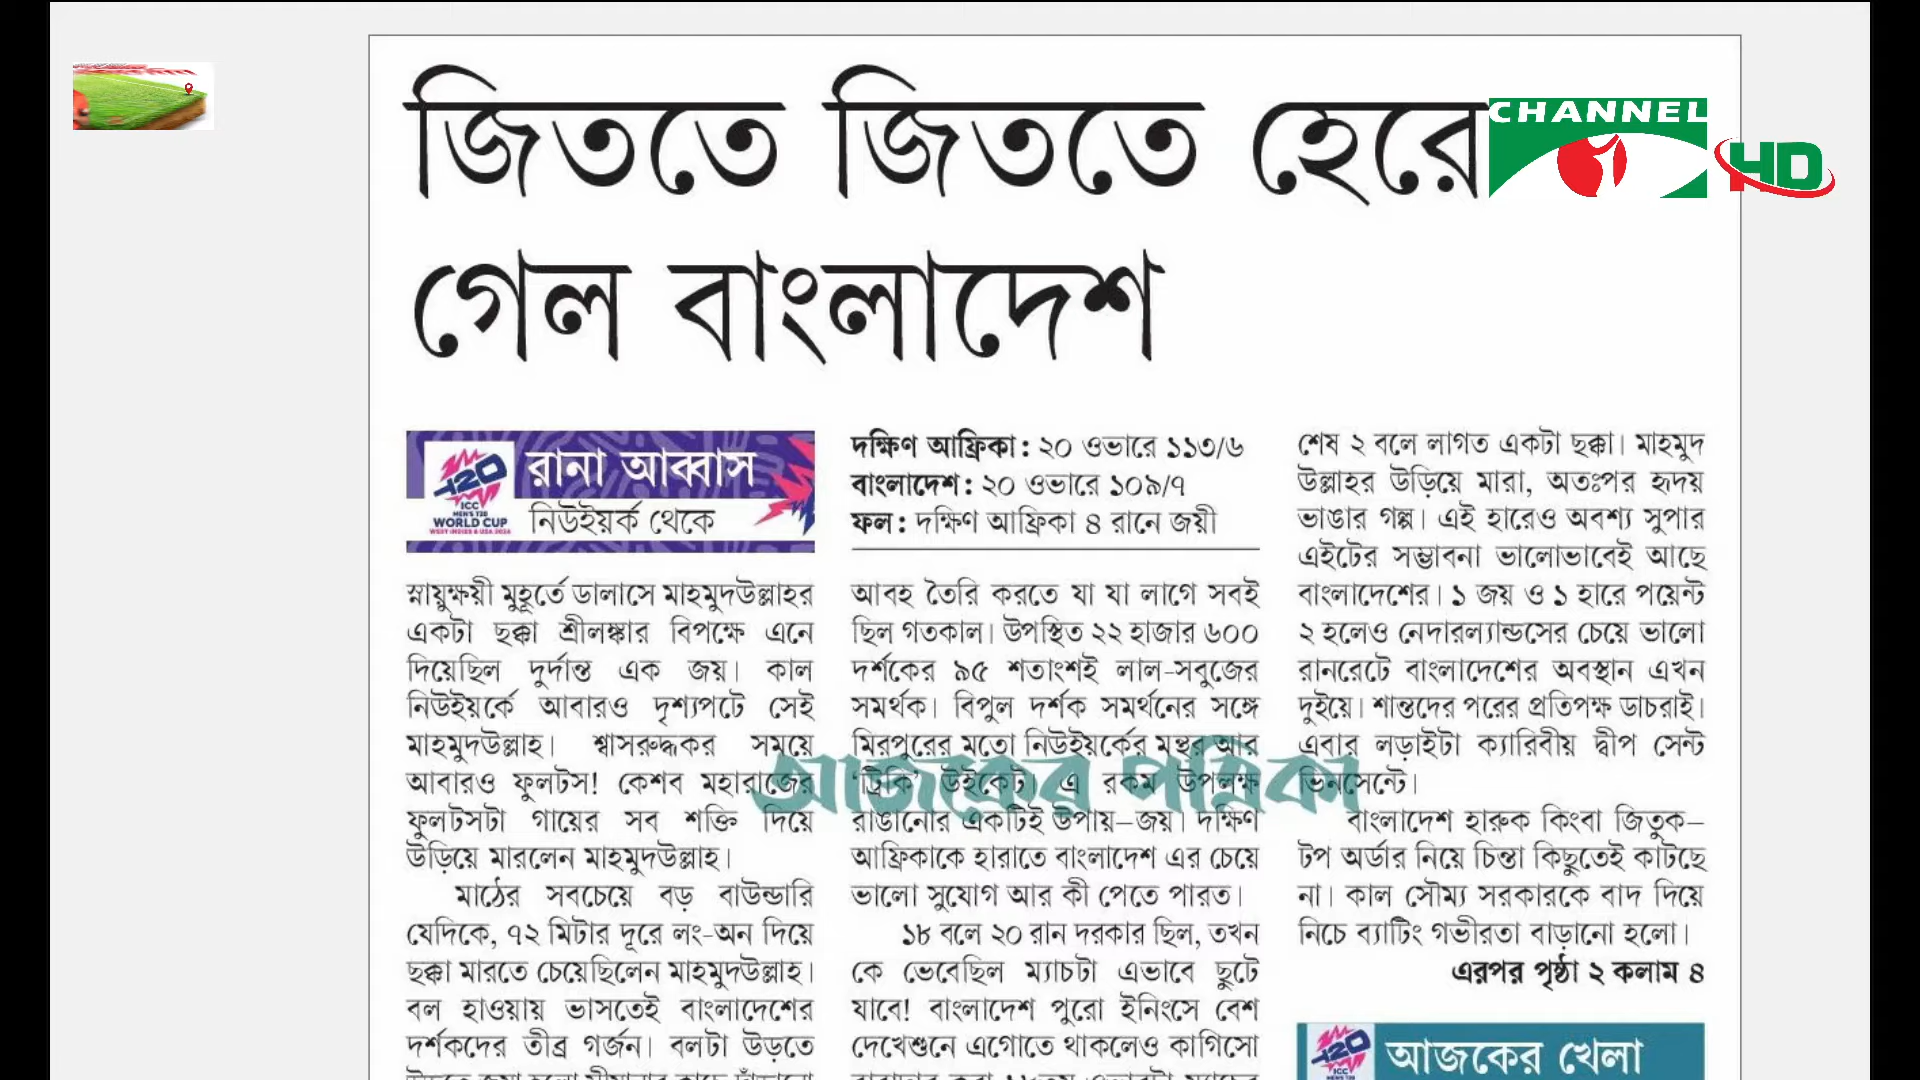 জিততে জিততে হেরে
গেল বাংলাদেশ
CHANNEL
HD
রানা আব্বাস
নিউইয়র্ক থেকে
T20
ICC
MEN'S T20
WORLD CUP
WEST INDIES & USA 2024
স্নায়ুক্ষয়ী মুহূর্তে ডালাসে মাহমুদউল্লাহর
একটা ছক্কা শ্রীলঙ্কার বিপক্ষে এনে
দিয়েছিল দুর্দান্ত এক জয়। কাল
নিউইয়র্কে আবারও দৃশ্যপটে সেই
মাহমুদউল্লাহ। শ্বাসরুদ্ধকর সময়ে
আবারও ফুলটস! কেশব মহারাজের
ফুলটসটা গায়ের সব শক্তি দিয়ে
উড়িয়ে মারলেন মাহমুদউল্লাহ।
মাঠের সবচেয়ে বড় বাউন্ডারি
যেদিকে, ৭২ মিটার দূরে লং-অন দিয়ে
ছক্কা মারতে চেয়েছিলেন মাহমুদউল্লাহ।
বল হাওয়ায় ভাসতেই বাংলাদেশের
দর্শকদের তীব্র গর্জন। বলটা উড়তে
দক্ষিণ আফ্রিকা: ২০ ওভারে ১১৩/৬
বাংলাদেশ: ২০ ওভারে ১০৯/৭
ফল: দক্ষিণ আফ্রিকা ৪ রানে জয়ী
আবহ তৈরি করতে যা যা লাগে সবই
ছিল গতকাল। উপস্থিত ২২ হাজার ৬০০
দর্শকের ৯৫ শতাংশই লাল-সবুজের
সমর্থক। বিপুল দর্শক সমর্থনের সঙ্গে
মিরপুরের মতো নিউইয়র্কের মন্থর আর
'ট্রিকি' উইকেট। এ রকম উপলক্ষ
রাঙানোর একটিই উপায়—জয়। দক্ষিণ
আফ্রিকাকে হারাতে বাংলাদেশ এর চেয়ে
ভালো সুযোগ আর কী পেতে পারত।
১৮ বলে ২০ রান দরকার ছিল, তখন
কে ভেবেছিল ম্যাচটা এভাবে ছুটে
যাবে! বাংলাদেশ পুরো ইনিংসে বেশ
দেখেশুনে এগোতে থাকলেও কাগিসো
আজকের পত্রিকা
শেষ ২ বলে লাগত একটা ছক্কা। মাহমুদ
উল্লাহর উড়িয়ে মারা, অতঃপর হৃদয়
ভাঙার গল্প। এই হারেও অবশ্য সুপার
এইটের সম্ভাবনা ভালোভাবেই আছে
বাংলাদেশের। ১ জয় ও ১ হারে পয়েন্ট
২ হলেও নেদারল্যান্ডসের চেয়ে ভালো
রানরেটে বাংলাদেশের অবস্থান এখন
দুইয়ে। শান্তদের পরের প্রতিপক্ষ ডাচরাই।
এবার লড়াইটা ক্যারিবীয় দ্বীপ সেন্ট
ভিনসেন্টে।
বাংলাদেশ হারুক কিংবা জিতুক—
টপ অর্ডার নিয়ে চিন্তা কিছুতেই কাটছে
না। কাল সৌম্য সরকারকে বাদ দিয়ে
নিচে ব্যাটিং গভীরতা বাড়ানো হলো।
এরপর পৃষ্ঠা ২ কলাম ৪
আজকের খেলা